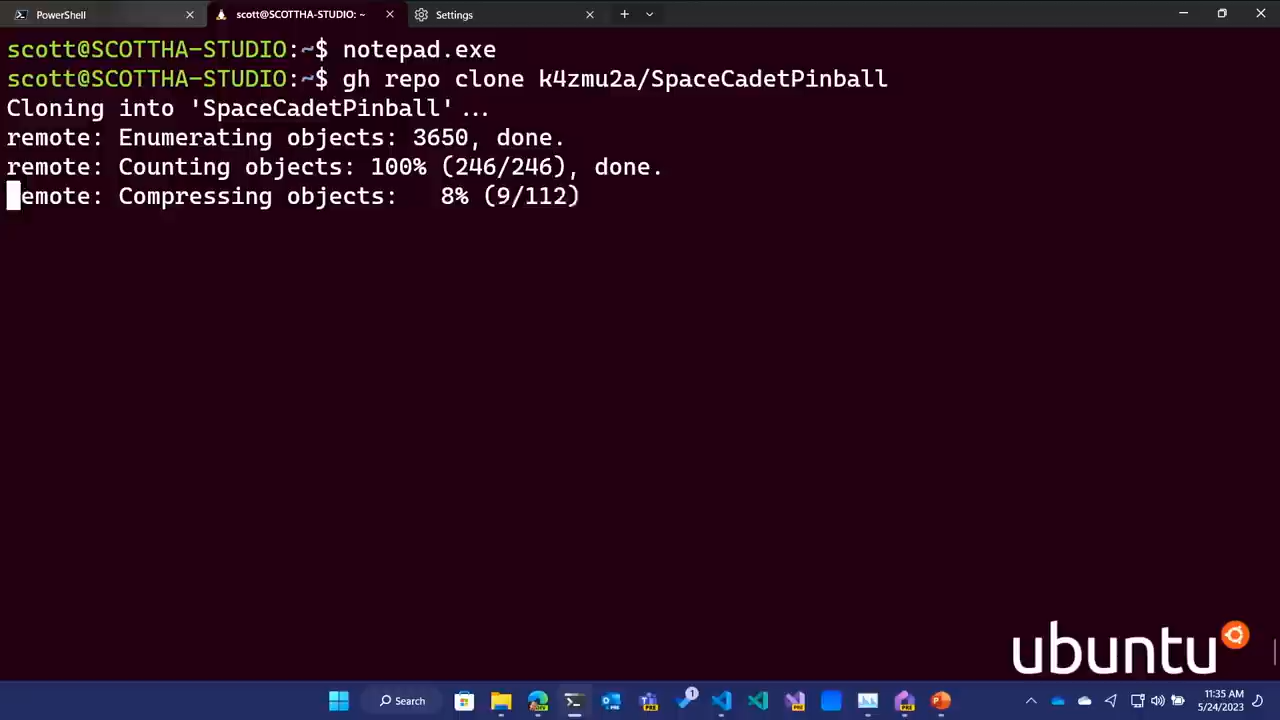 PowerShell
scott@SCOTTHA-STUDIO: ~
Settings
scott@SCOTTHA-STUDIO:~$ notepad.exe
scott@SCOTTHA-STUDIO:~$ gh repo clone k4zmu2a/SpaceCadetPinball
Cloning into 'SpaceCadetPinball'...
remote: Enumerating objects: 3650, done.
remote: Counting objects: 100% (246/246), done.
remote: Compressing objects:   8% (9/112)
ubuntu
Search
1
11:35 AM
5/24/2023